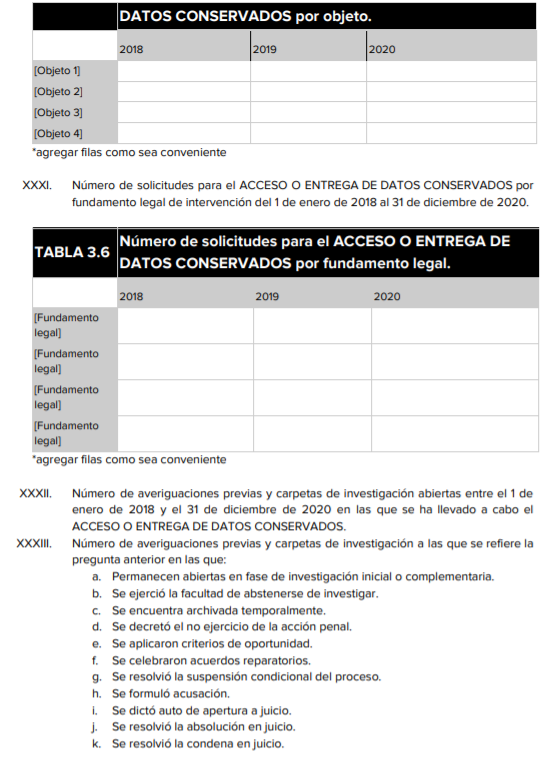 DATOS CONSERVADOS por objeto.
2018 2019 2020
[Objeto 1]
[Objeto 2]
[Objeto 3]
[Objeto 4]
*agregar filas como sea conveniente
XXXI. Número de solicitudes para el ACCESO O ENTREGA DE DATOS CONSERVADOS por
fundamento legal de intervención del 1 de enero de 2018 al 31 de diciembre de 2020.
TABLA 3.6
Número de solicitudes para el ACCESO O ENTREGA DE
DATOS CONSERVADOS por fundamento legal.
2018 2019 2020
[Fundamento
legal]
[Fundamento
legal]
[Fundamento
legal]
[Fundamento
legal]
*agregar filas como sea conveniente
XXXII. Número de averiguaciones previas y carpetas de investigación abiertas entre el 1 de
enero de 2018 y el 31 de diciembre de 2020 en las que se ha llevado a cabo el
ACCESO O ENTREGA DE DATOS CONSERVADOS.
XXXIII. Número de averiguaciones previas y carpetas de investigación a las que se refiere la
pregunta anterior en las que:
a. Permanecen abiertas en fase de investigación inicial o complementaria.
b. Se ejerció la facultad de abstenerse de investigar.
c. Se encuentra archivada temporalmente.
d. Se decretó el no ejercicio de la acción penal.
e. Se aplicaron criterios de oportunidad.
f. Se celebraron acuerdos reparatorios.
g. Se resolvió la suspensión condicional del proceso.
h. Se formuló acusación.
i. Se dictó auto de apertura a juicio.
j. Se resolvió la absolución en juicio.
k. Se resolvió la condena en juicio.